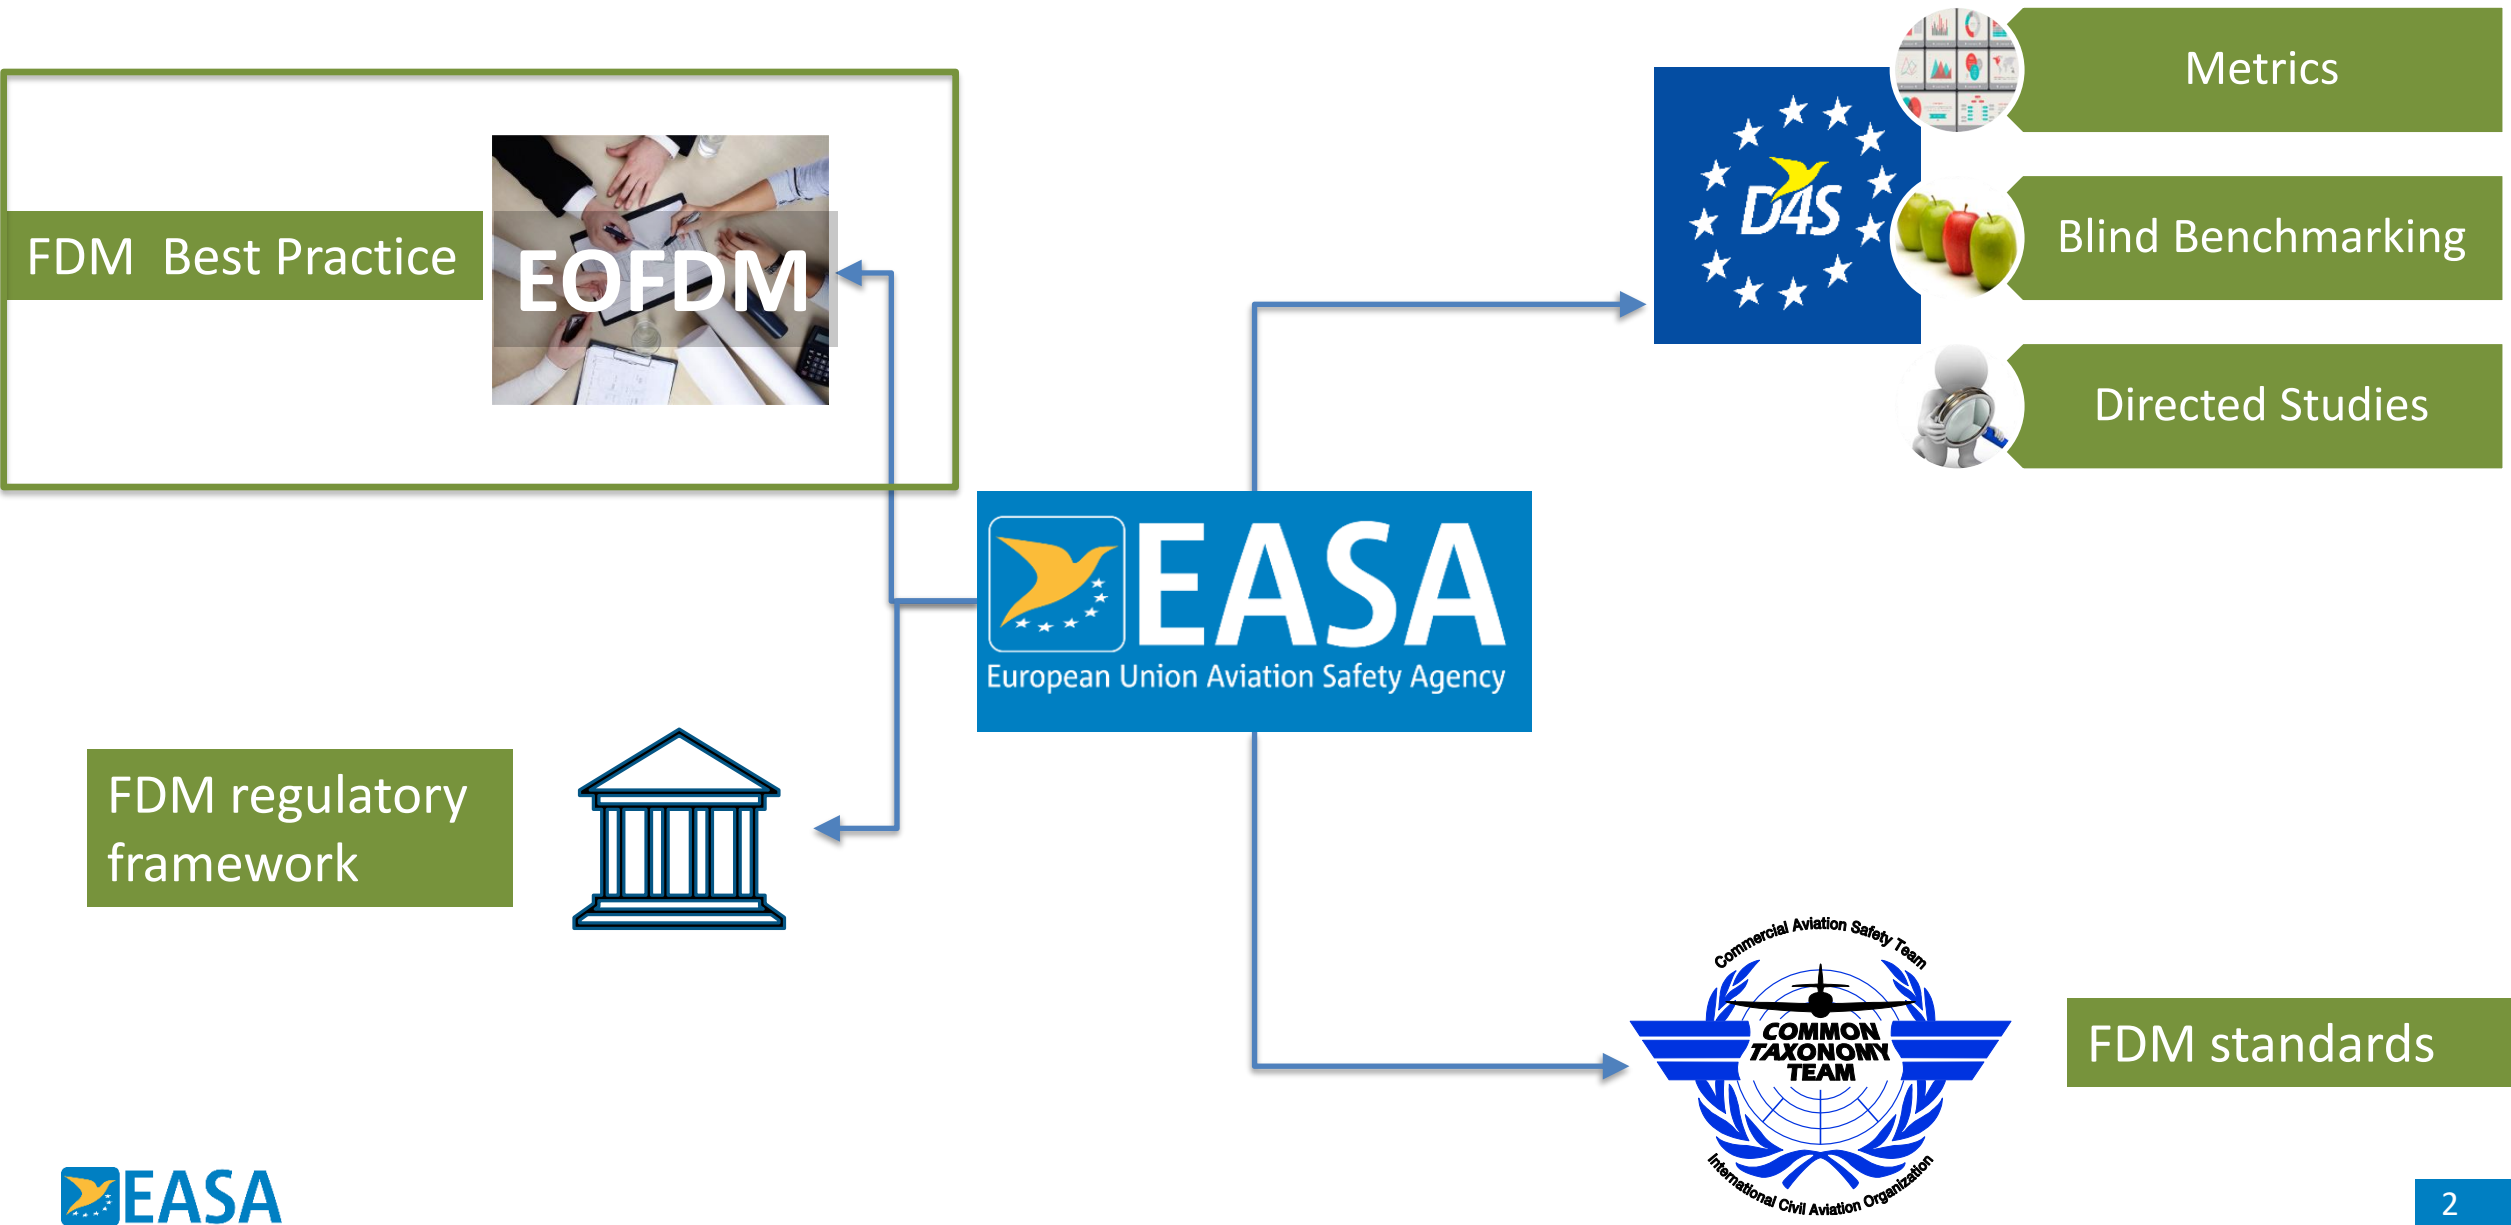 Metrics
D4S
FDM  Best Practice
EOFDM
Blind Benchmarking
Directed Studies
EASA
European Union Aviation Safety Agency
FDM regulatory
framework
Commercial Aviation Safety Team
COMMON
TAXONOMY
TEAM
International Civil Aviation Organization
FDM standards
EASA
2